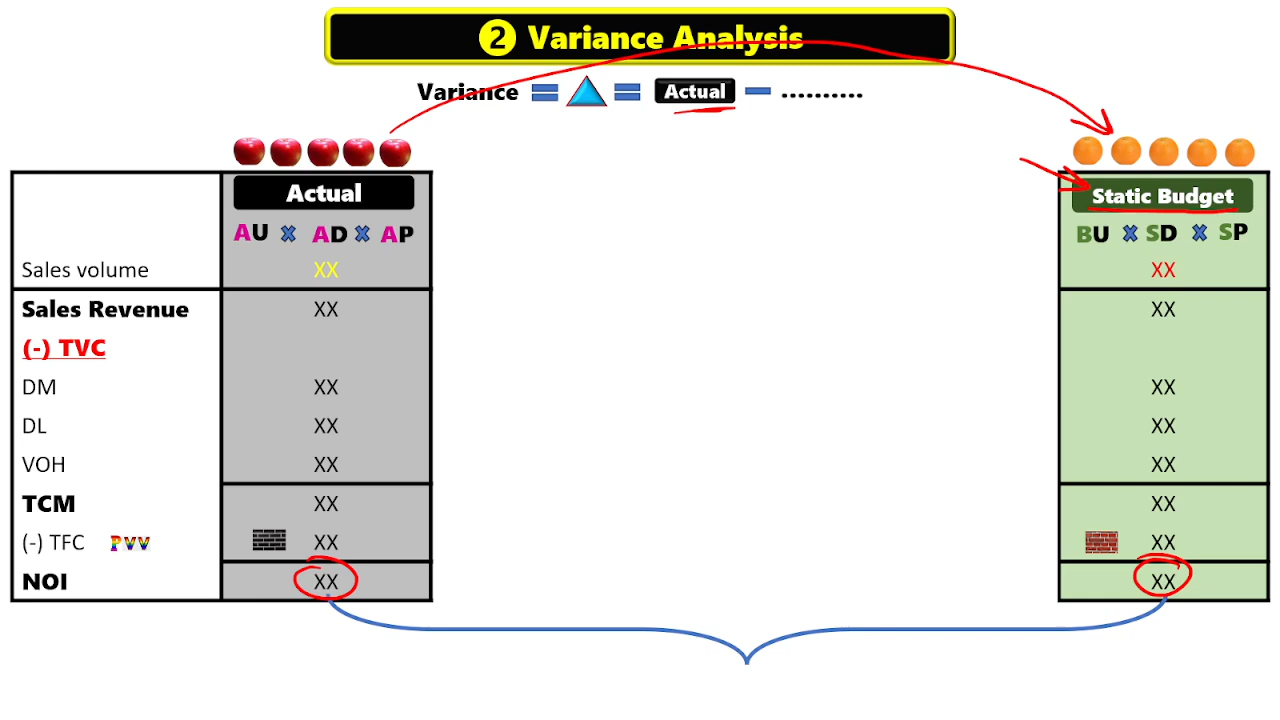 2 Variance Analysis
Variance = = Actual - ..........
Actual Static Budget
AU × AD × AP BU × SD × SP
Sales volume XX XX
Sales Revenue XX XX
(-) TVC
DM XX XX
DL XX XX
VOH XX XX
TCM XX XX
(-) TFC PVV XX XX
NOI XX XX